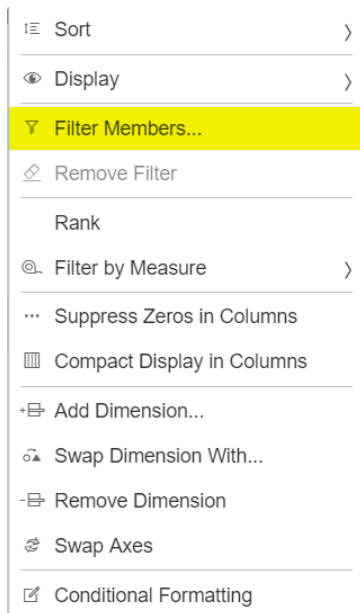 Sort
Display
Filter Members...
Remove Filter
Rank
Filter by Measure
Suppress Zeros in Columns
Compact Display in Columns
Add Dimension...
Swap Dimension With...
Remove Dimension
Swap Axes
Conditional Formatting